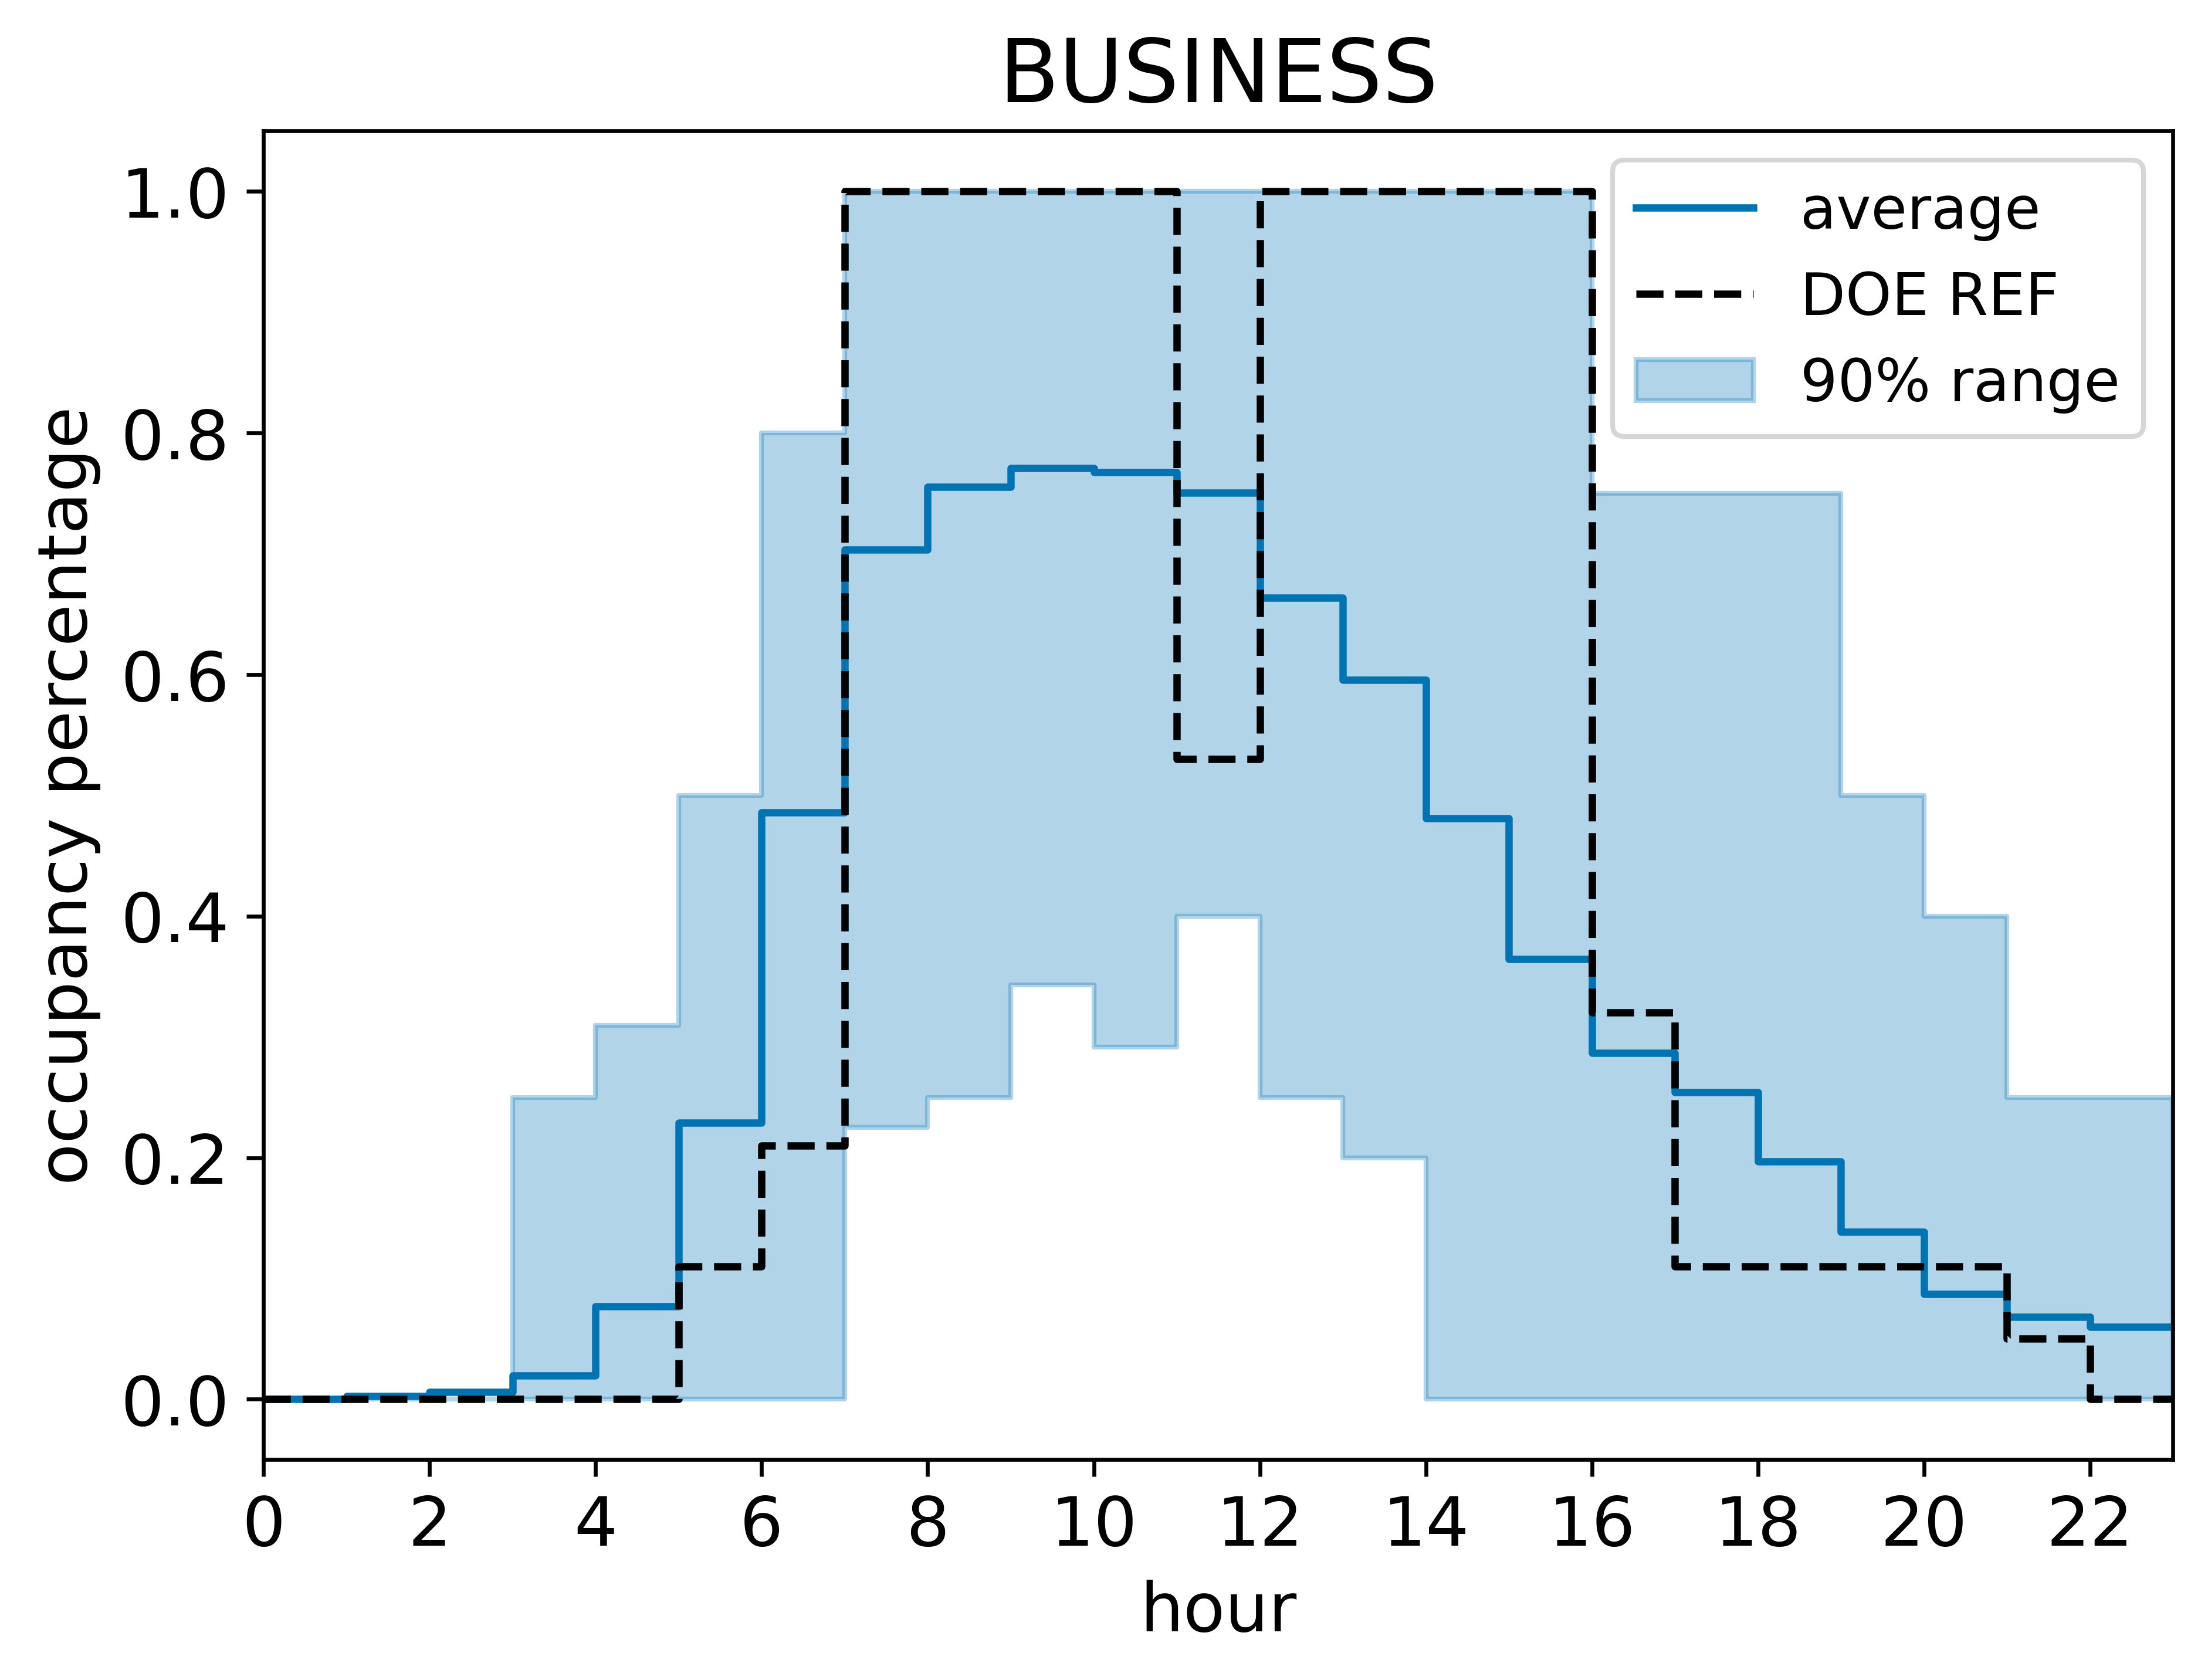 BUSINESS
1.0
0.8
0.6
0.4
0.2
0.0
occupancy percentage
average
DOE REF
90% range
0 2 4 6 8 10 12 14 16 18 20 22
hour